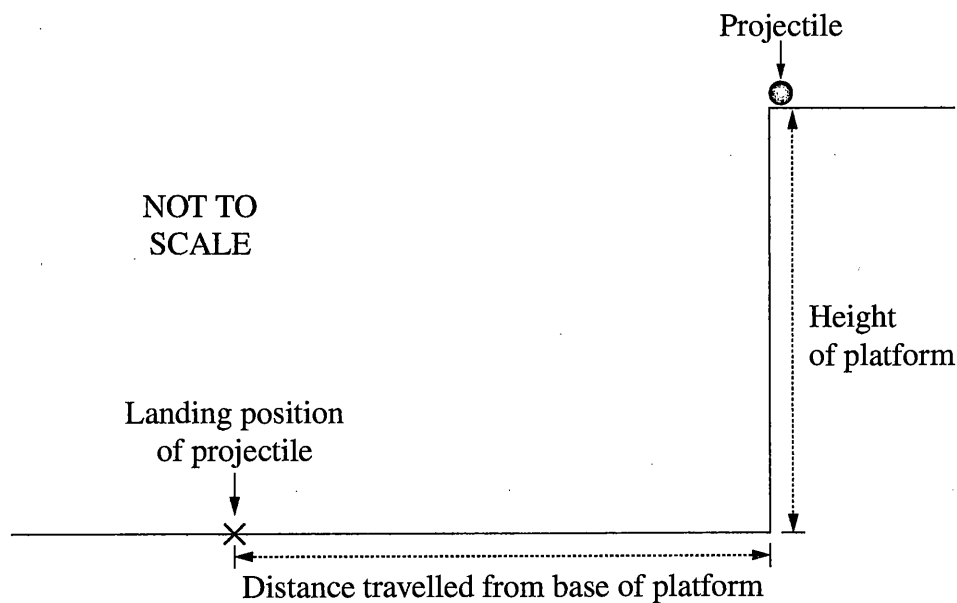 Projectile
NOT TO
SCALE
Height
of platform
Landing position
of projectile
Distance travelled from base of platform